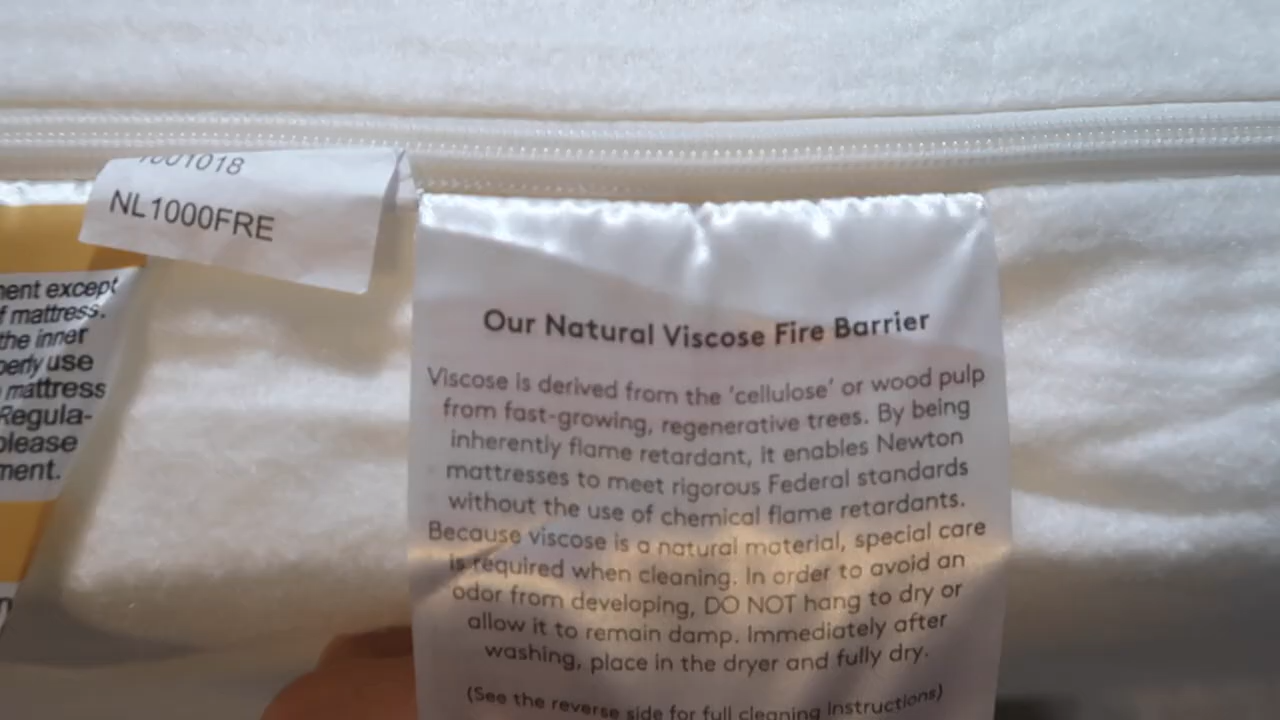 1001018
NL1000FRE
ent except
f mattress.
the inner
use
mattress
Regula-
please
ment.
Our Natural Viscose Fire Barrier
Viscose is derived from the 'cellulose' or wood pulp
from fast-growing, regenerative trees. By being
inherently flame retardant, it enables Newton
mattresses to meet rigorous Federal standards
without the use of chemical flame retardants.
Because viscose is a natural material, special care
is required when cleaning. In order to avoid an
odor from developing, DO NOT hang to dry or
allow it to remain damp. Immediately after
washing, place in the dryer and fully dry.
(See the reverse side for full cleaning Instructions)